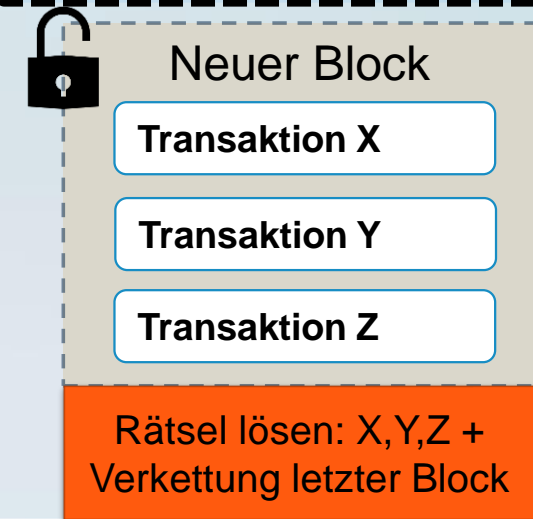 Neuer Block
Transaktion X
Transaktion Y
Transaktion Z
Rätsel lösen: X,Y,Z +
Verkettung letzter Block